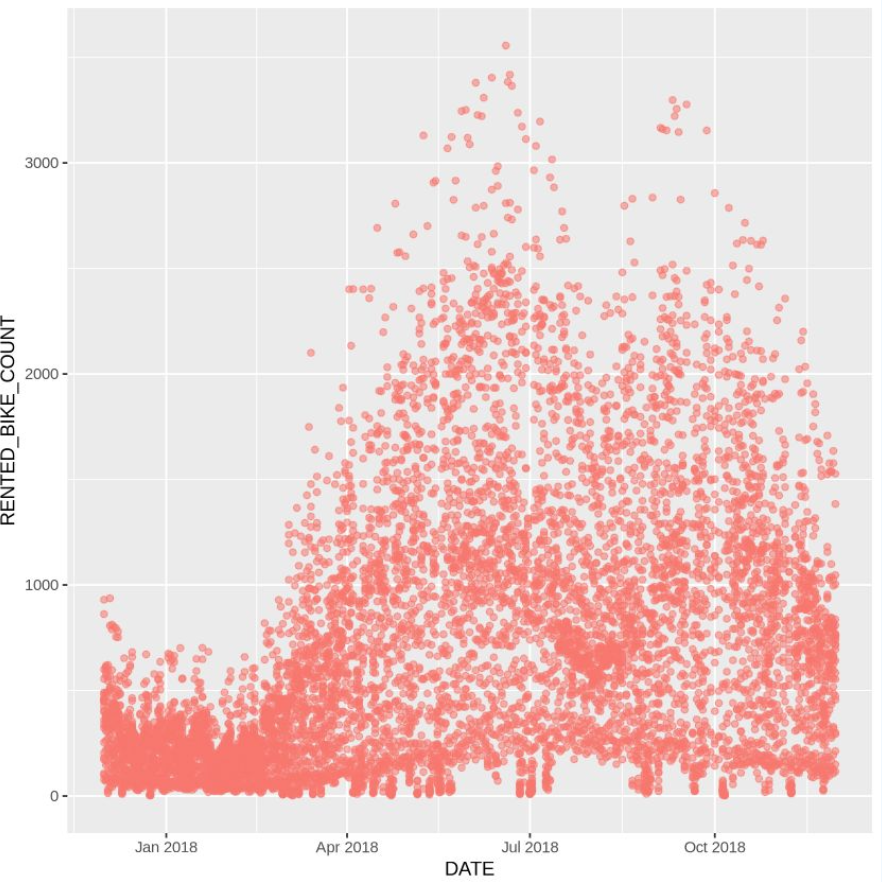 RENTED_BIKE_COUNT
3000
2000
1000
0
Jan 2018
Apr 2018
Jul 2018
Oct 2018
DATE